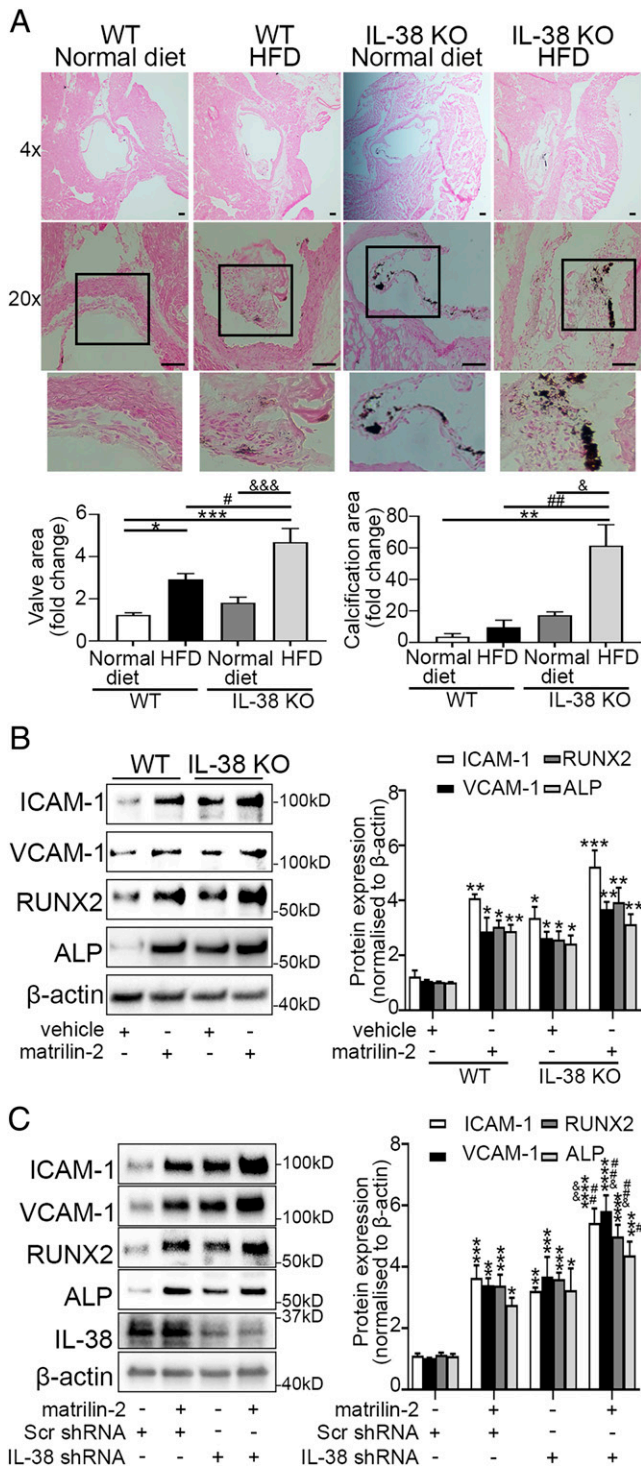 A
WT
Normal diet
WT
HFD
IL-38 KO
Normal diet
IL-38 KO
HFD
4x
20x
&&&
#
***
*
Valve area
(fold change)
6
4
2
0
Normal diet HFD Normal diet HFD
WT IL-38 KO
&
##
**
Calcification area
(fold change)
80
60
40
20
0
Normal diet HFD Normal diet HFD
WT IL-38 KO
B
WT IL-38 KO
ICAM-1 -100kD
VCAM-1 -100kD
RUNX2 -50kD
ALP -50kD
β-actin -40kD
vehicle + - + -
matrilin-2 - + - +
ICAM-1 RUNX2
VCAM-1 ALP
Protein expression
(normalised to β-actin)
8
6
4
2
0
** * * ** * * * * *** ** ** **
vehicle + - + -
matrilin-2 - + - +
WT IL-38 KO
C
ICAM-1 -100kD
VCAM-1 -100kD
RUNX2 -50kD
ALP -50kD
-37kD
IL-38
β-actin -40kD
matrilin-2 - + - +
Scr shRNA + + - -
IL-38 shRNA - - + +
ICAM-1 RUNX2
VCAM-1 ALP
Protein expression
(normalised to β-actin)
8
6
4
2
0
matrilin-2 - + - +
Scr shRNA + + - -
IL-38 shRNA - - + +